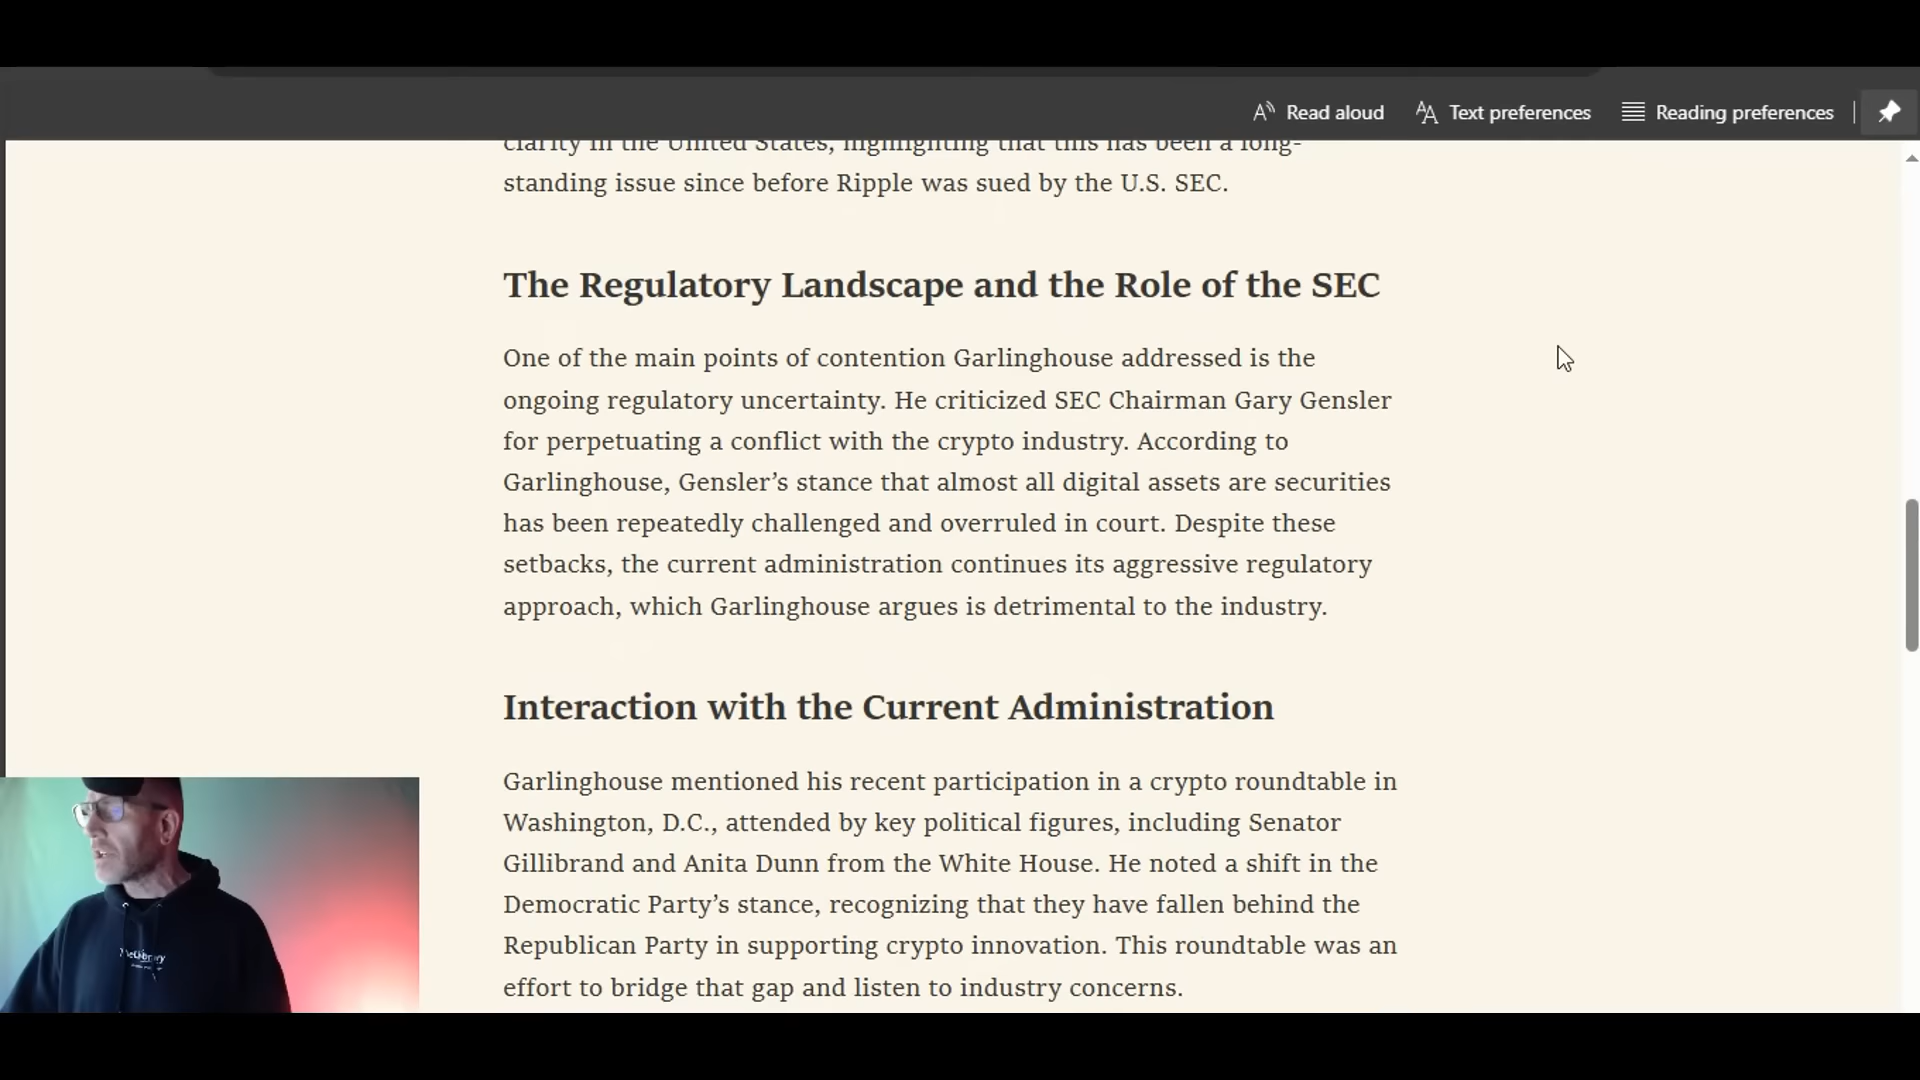 Read aloud
Text preferences
Reading preferences
clarity in the United States, highlighting that this has been a long-
standing issue since before Ripple was sued by the U.S. SEC.
The Regulatory Landscape and the Role of the SEC
One of the main points of contention Garlinghouse addressed is the
ongoing regulatory uncertainty. He criticized SEC Chairman Gary Gensler
for perpetuating a conflict with the crypto industry. According to
Garlinghouse, Gensler’s stance that almost all digital assets are securities
has been repeatedly challenged and overruled in court. Despite these
setbacks, the current administration continues its aggressive regulatory
approach, which Garlinghouse argues is detrimental to the industry.
Interaction with the Current Administration
Garlinghouse mentioned his recent participation in a crypto roundtable in
Washington, D.C., attended by key political figures, including Senator
Gillibrand and Anita Dunn from the White House. He noted a shift in the
Democratic Party’s stance, recognizing that they have fallen behind the
Republican Party in supporting crypto innovation. This roundtable was an
effort to bridge that gap and listen to industry concerns.